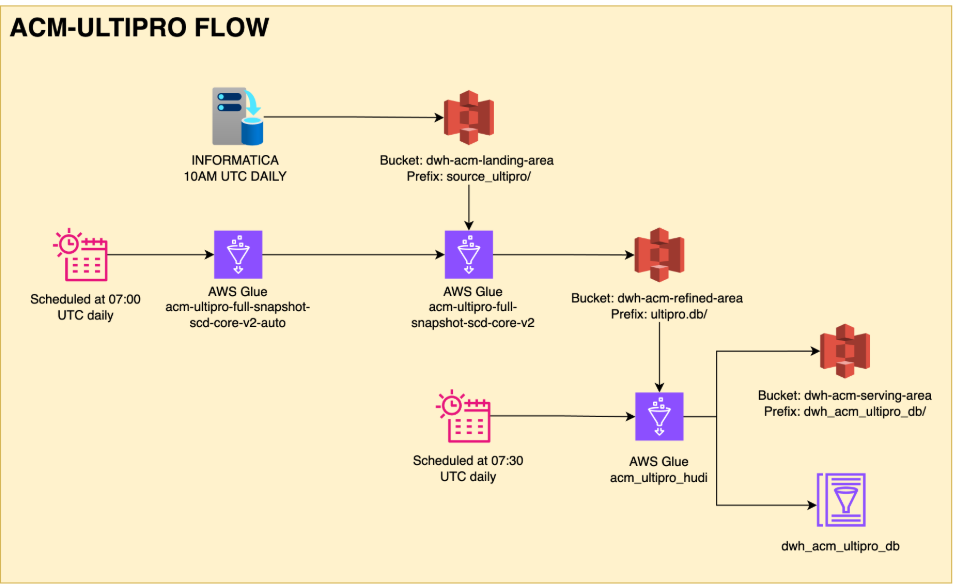 ACM-ULTIPRO FLOW
INFORMATICA
10AM UTC DAILY
Bucket: dwh-acm-landing-area
Prefix: source_ultipro/
Scheduled at 07:00
UTC daily
AWS Glue
acm-ultipro-full-snapshot-
scd-core-v2-auto
AWS Glue
acm-ultipro-full-
snapshot-scd-core-v2
Bucket: dwh-acm-refined-area
Prefix: ultipro.db/
Scheduled at 07:30
UTC daily
AWS Glue
acm_ultipro_hudi
Bucket: dwh-acm-serving-area
Prefix: dwh_acm_ultipro_db/
dwh_acm_ultipro_db